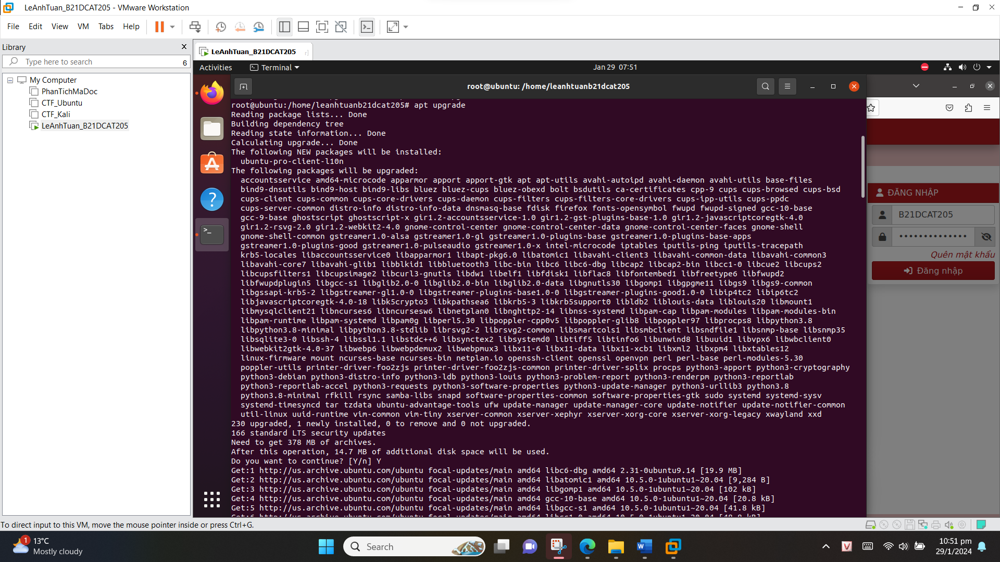 LeAnhTuan_B21DCAT205 - VMware Workstation
File Edit View VM Tabs Help
Library
Type here to search
6
My Computer
PhanTichMaDoc
CTF_Ubuntu
CTF_Kali
LeAnhTuan_B21DCAT205
LeAnhTuan_B21DCAT205
Activities Terminal Jan 29 07:51
root@ubuntu: /home/leanhtuanb21dcat205
root@ubuntu:/home/leanhtuanb21dcat205# apt upgrade
Reading package lists... Done
Building dependency tree
Reading state information... Done
Calculating upgrade... Done
The following NEW packages will be installed:
ubuntu-pro-client-l10n
The following packages will be upgraded:
accountsservice amd64-microcode apparmor apport apport-gtk apt apt-utils avahi-autoipd avahi-daemon avahi-utils base-files
bind9-dnsutils bind9-host bind9-libs bluez bluez-cups bluez-obexd bolt bsdutils ca-certificates cpp-9 cups cups-browsed cups-bsd
cups-client cups-common cups-core-drivers cups-daemon cups-filters cups-filters-core-drivers cups-ipp-utils cups-ppdc
cups-server-common distro-info distro-info-data dnsmasq-base fdisk firefox fonts-opensymbol fwupd fwupd-signed gcc-10-base
gcc-9-base ghostscript ghostscript-x gir1.2-accountsservice-1.0 gir1.2-gst-plugins-base-1.0 gir1.2-javascriptcoregtk-4.0
gir1.2-rsvg-2.0 gir1.2-webkit2-4.0 gnome-control-center gnome-control-center-data gnome-control-center-faces gnome-shell
gnome-shell-common gstreamer1.0-alsa gstreamer1.0-gl gstreamer1.0-plugins-base gstreamer1.0-plugins-base-apps
gstreamer1.0-plugins-good gstreamer1.0-pulseaudio gstreamer1.0-x intel-microcode iptables iputils-ping iputils-tracepath
krb5-locales libaccountsservice0 libapparmor1 libapt-pkg6.0 libatomic1 libavahi-client3 libavahi-common-data libavahi-common3
libavahi-core7 libavahi-glib1 libblkid1 libbluetooth3 libc-bin libc6 libc6-dbg libcap2 libcap2-bin libcc1-0 libcue2 libcups2
libcupsfilters1 libcupsimage2 libcurl3-gnutls libdw1 libelf1 libfdisk1 libflac8 libfontembed1 libfreetype6 libfwupd2
libfwupdplugin5 libgcc-s1 libglib2.0-0 libglib2.0-bin libglib2.0-data libgnutls30 libgomp1 libgpgme11 libgs9 libgs9-common
libgssapi-krb5-2 libgstreamer-gl1.0-0 libgstreamer-plugins-base1.0-0 libgstreamer-plugins-good1.0-0 libip4tc2 libip6tc2
libjavascriptcoregtk-4.0-18 libk5crypto3 libkpathsea6 libkrb5-3 libkrb5support0 libldb2 liblouis-data liblouis20 libmount1
libmysqlclient21 libncurses6 libncursesw6 libnetplan0 libnghttp2-14 libnss-systemd libpam-cap libpam-modules libpam-modules-bin
libpam-runtime libpam-systemd libpam0g libperl5.30 libpoppler-cpp0v5 libpoppler-glib8 libpoppler97 libprocps8 libpython3.8
libpython3.8-minimal libpython3.8-stdlib librsvg2-2 librsvg2-common libsmartcols1 libsmbclient libsndfile1 libsnmp-base libsnmp35
libsqlite3-0 libssh-4 libssl1.1 libstdc++6 libsynctex2 libsystemd0 libtiff5 libtinfo6 libunwind8 libuuid1 libvpx6 libwbclient0
libwebkit2gtk-4.0-37 libwebp6 libwebpdemux2 libwebpmux3 libx11-6 libx11-data libx11-xcb1 libxml2 libxpm4 libxtables12
linux-firmware mount ncurses-base ncurses-bin netplan.io openssh-client openssl openvpn perl perl-base perl-modules-5.30
poppler-utils printer-driver-foo2zjs printer-driver-foo2zjs-common printer-driver-splix procps python3-apport python3-cryptography
python3-debian python3-distro-info python3-ldb python3-louis python3-problem-report python3-renderpm python3-reportlab
python3-reportlab-accel python3-requests python3-software-properties python3-update-manager python3-urllib3 python3.8
python3.8-minimal rfkill rsync samba-libs snapd software-properties-common software-properties-gtk sudo systemd systemd-sysv
systemd-timesyncd tar tzdata ubuntu-advantage-tools ufw update-manager update-manager-core update-notifier update-notifier-common
util-linux uuid-runtime vim-common vim-tiny xserver-common xserver-xephyr xserver-xorg-core xserver-xorg-legacy xwayland xxd
230 upgraded, 1 newly installed, 0 to remove and 0 not upgraded.
166 standard LTS security updates
Need to get 378 MB of archives.
After this operation, 14.7 MB of additional disk space will be used.
Do you want to continue? [Y/n] Y
Get:1 http://us.archive.ubuntu.com/ubuntu focal-updates/main amd64 libc6-dbg amd64 2.31-0ubuntu9.14 [19.9 MB]
Get:2 http://us.archive.ubuntu.com/ubuntu focal-updates/main amd64 libatomic1 amd64 10.5.0-1ubuntu1~20.04 [9,284 B]
Get:3 http://us.archive.ubuntu.com/ubuntu focal-updates/main amd64 libgomp1 amd64 10.5.0-1ubuntu1~20.04 [102 kB]
Get:4 http://us.archive.ubuntu.com/ubuntu focal-updates/main amd64 gcc-10-base amd64 10.5.0-1ubuntu1~20.04 [20.8 kB]
Get:5 http://us.archive.ubuntu.com/ubuntu focal-updates/main amd64 libgcc-s1 amd64 10.5.0-1ubuntu1~20.04 [41.8 kB]
ĐĂNG NHẬP
B21DCAT205
••••••••••••••
Quên mật khẩu
Đăng nhập
To direct input to this VM, move the mouse pointer inside or press Ctrl+G.
1
13°C
Mostly cloudy
Search
10:51 pm
29/1/2024